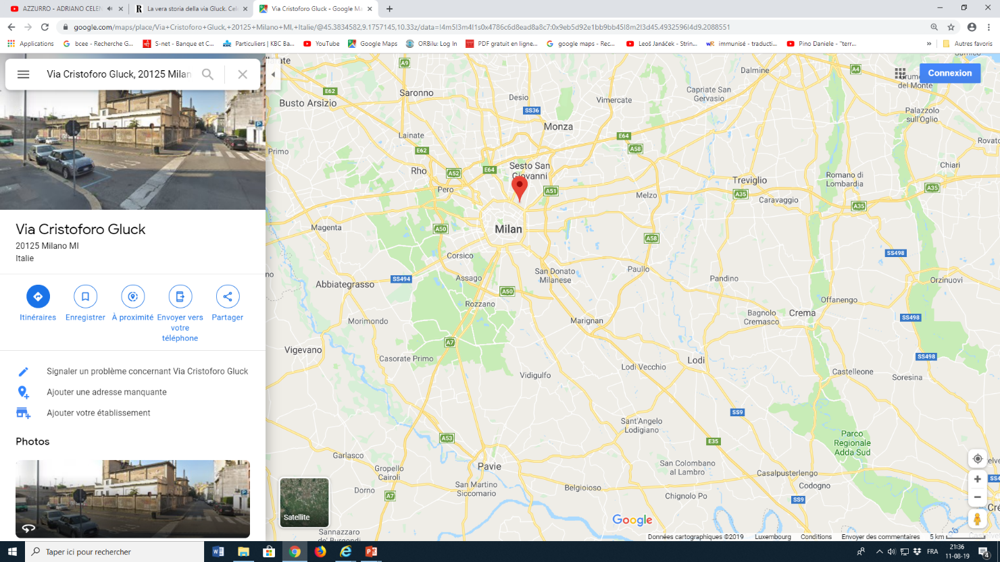 AZZURRO - ADRIANO CELEN
La vera storia della via Gluck. Cel
Via Cristoforo Gluck - Google Ma
google.com/maps/place/Via+Cristoforo+Gluck,+20125+Milano+MI,+Italie/@45.3834582,9.1757145,10.33z/data=!4m5!3m4!1s0x4786c6d8ead8a8c7:0x9eb5d92e1bb9bb45!8m2!3d45.4932596!4d9.2088551
Applications
bcee - Recherche G...
S-net - Banque et C...
Particuliers | KBC Ba...
YouTube
Google Maps
ORBilu: Log In
PDF gratuit en ligne...
google maps - Rec...
Leoš Janáček - Strin...
immunisé - traducti...
Pino Daniele - "terr...
»
Autres favoris
Via Cristoforo Gluck, 20125 Milan
Via Cristoforo Gluck
20125 Milano MI
Italie
Itinéraires
Enregistrer
À proximité
Envoyer vers
votre
téléphone
Partager
Signaler un problème concernant Via Cristoforo Gluck
Ajouter une adresse manquante
Ajouter votre établissement
Photos
Connexion
A9
Dalmine
A4
del Monte
E62
Saronno
Desio
Capriate San
Gervasio
Busto Arsizio
SS36
Vimercate
Palazzolo
sull'Oglio
Monza
Lainate
E64
Rovato
Primo
E62
A58
Rho
A52
E64
Sesto San
Giovanni
Chiari
Pero
A51
Treviglio
Romano di
Lombardia
A35
Melzo
A35
Caravaggio
A35
Magenta
A50
Milan
A58
Corsico
SS498
Abbiategrasso
SS494
Assago
San Donato
Milanese
Paullo
Pandino
Orzinuovi
A50
Rozzano
Offanengo
Morimondo
Marignan
Bagnolo
Cremasco
Crema
SS498
A7
Vigevano
Casorate Primo
Lodi
SS498
Vidigulfo
Lodi Vecchio
Castelleone
Soresina
SS9
Sant'Angelo
Lodigiano
A53
E35
Parco
Regionale
Adda Sud
Garlasco
Gropello
Cairoli
Pavie
San Colombano
al Lambro
Casalpusterlengo
Dorno
San Martino
Siccomario
Belgioioso
Codogno
A7
Chignolo Po
SS9
Sannazzaro
de' Burgondi
Satellite
Google
Données cartographiques ©2019
Luxembourg
Conditions
Envoyer des commentaires
5 km
Taper ici pour rechercher
FRA
21:36
11-08-19
4